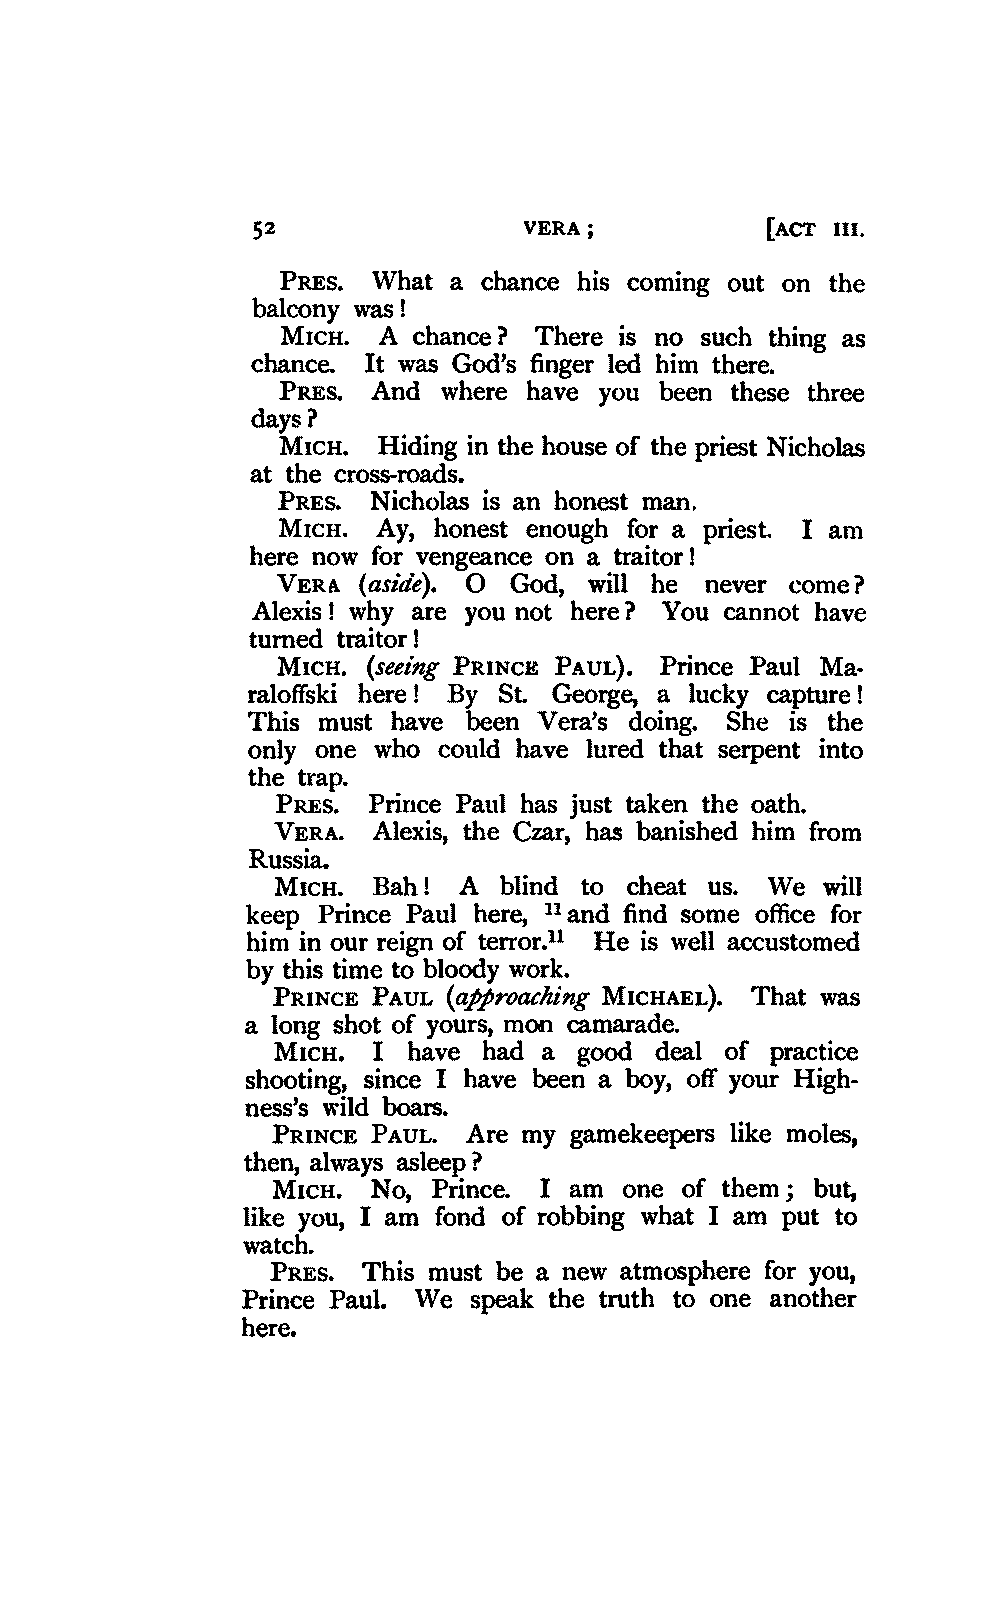 52 VERA; [ACT III.
PRES. What a chance his coming out on the
balcony was!
MICH. A chance? There is no such thing as
chance. It was God's finger led him there.
PRES. And where have you been these three
days?
MICH. Hiding in the house of the priest Nicholas
at the cross-roads.
PRES. Nicholas is an honest man.
MICH. Ay, honest enough for a priest. I am
here now for vengeance on a traitor!
VERA (aside). O God, will he never come?
Alexis! why are you not here? You cannot have
turned traitor!
MICH. (seeing PRINCE PAUL). Prince Paul Ma-
raloffski here! By St. George, a lucky capture!
This must have been Vera's doing. She is the
only one who could have lured that serpent into
the trap.
PRES. Prince Paul has just taken the oath.
VERA. Alexis, the Czar, has banished him from
Russia.
MICH. Bah! A blind to cheat us. We will
keep Prince Paul here, ¹¹and find some office for
him in our reign of terror.¹¹ He is well accustomed
by this time to bloody work.
PRINCE PAUL (approaching MICHAEL). That was
a long shot of yours, mon camarade.
MICH. I have had a good deal of practice
shooting, since I have been a boy, off your High-
ness's wild boars.
PRINCE PAUL. Are my gamekeepers like moles,
then, always asleep?
MICH. No, Prince. I am one of them; but,
like you, I am fond of robbing what I am put to
watch.
PRES. This must be a new atmosphere for you,
Prince Paul. We speak the truth to one another
here.